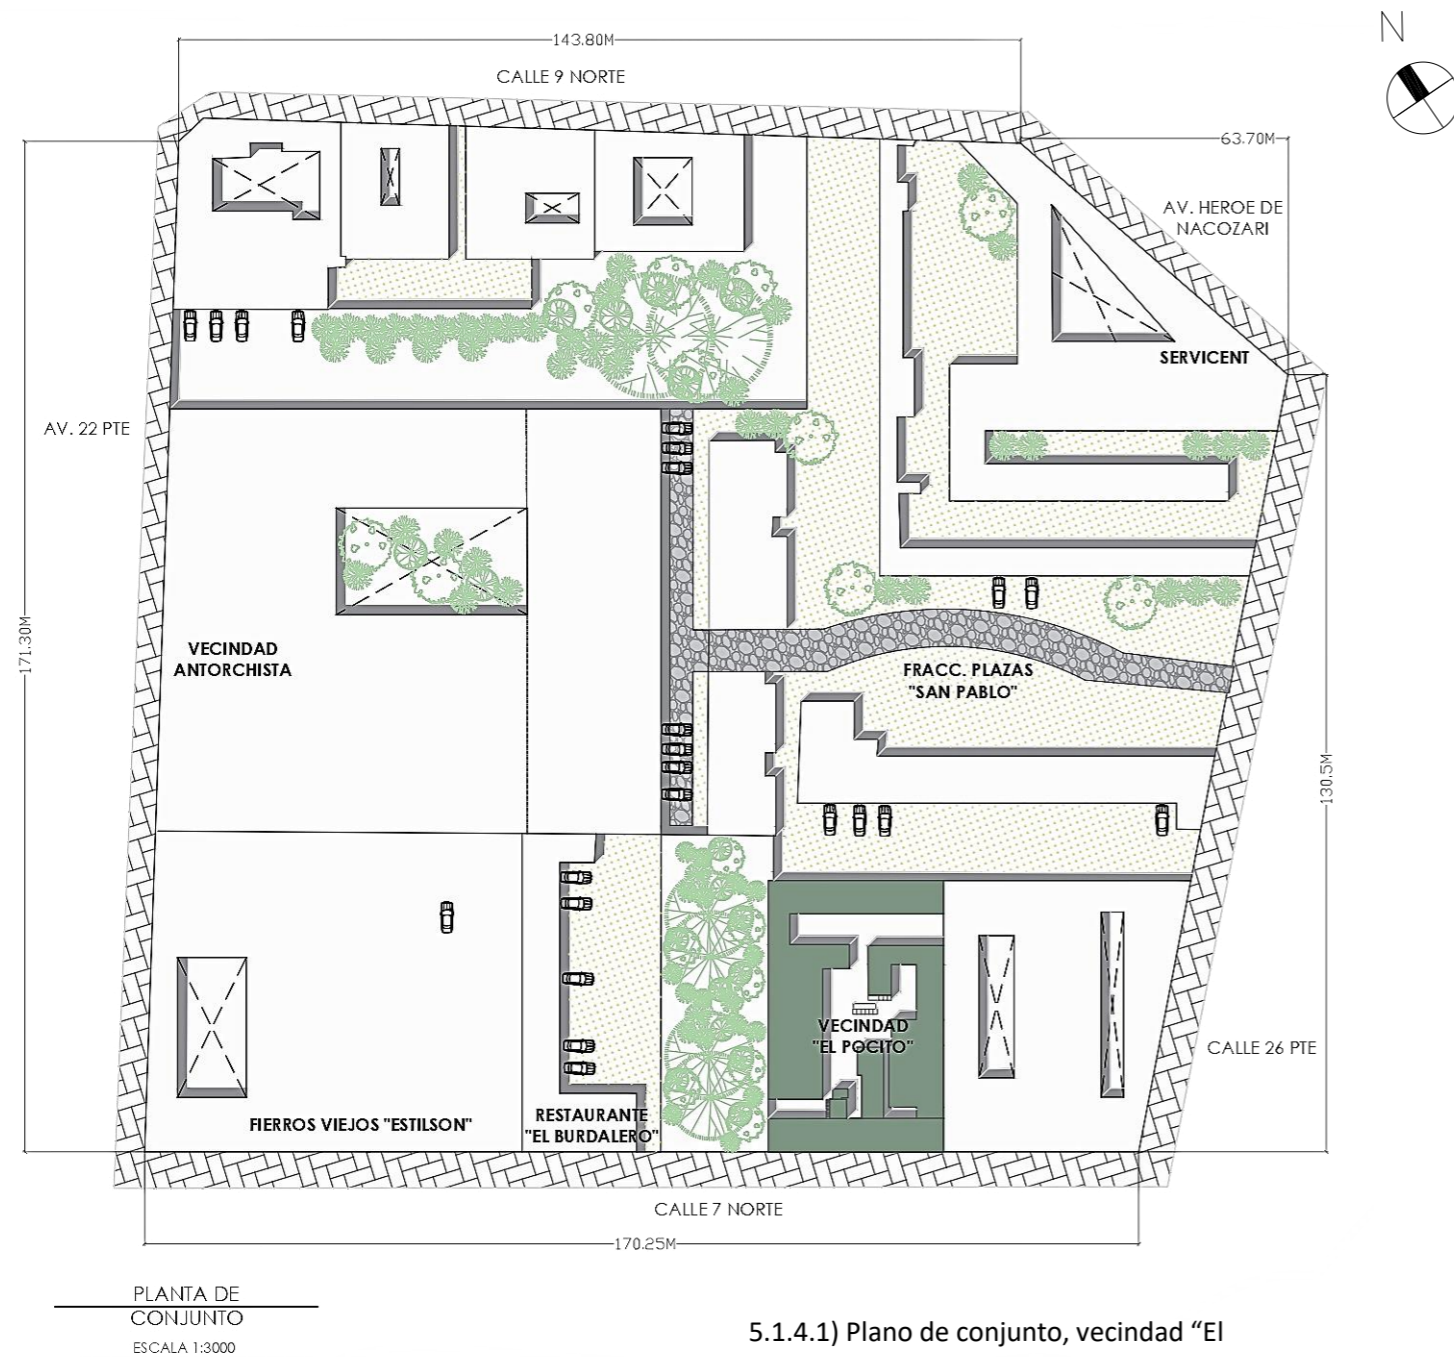 N
143.80M
CALLE 9 NORTE
63.70M
AV. HEROE DE
NACOZARI
SERVICENT
AV. 22 PTE
171.30M
VECINDAD
ANTORCHISTA
FRACC. PLAZAS
"SAN PABLO"
130.5M
VECINDAD
"EL POCITO"
CALLE 26 PTE
FIERROS VIEJOS "ESTILSON"
RESTAURANTE
"EL BURDALERO"
CALLE 7 NORTE
170.25M
PLANTA DE
CONJUNTO
ESCALA 1:3000
5.1.4.1) Plano de conjunto, vecindad “El